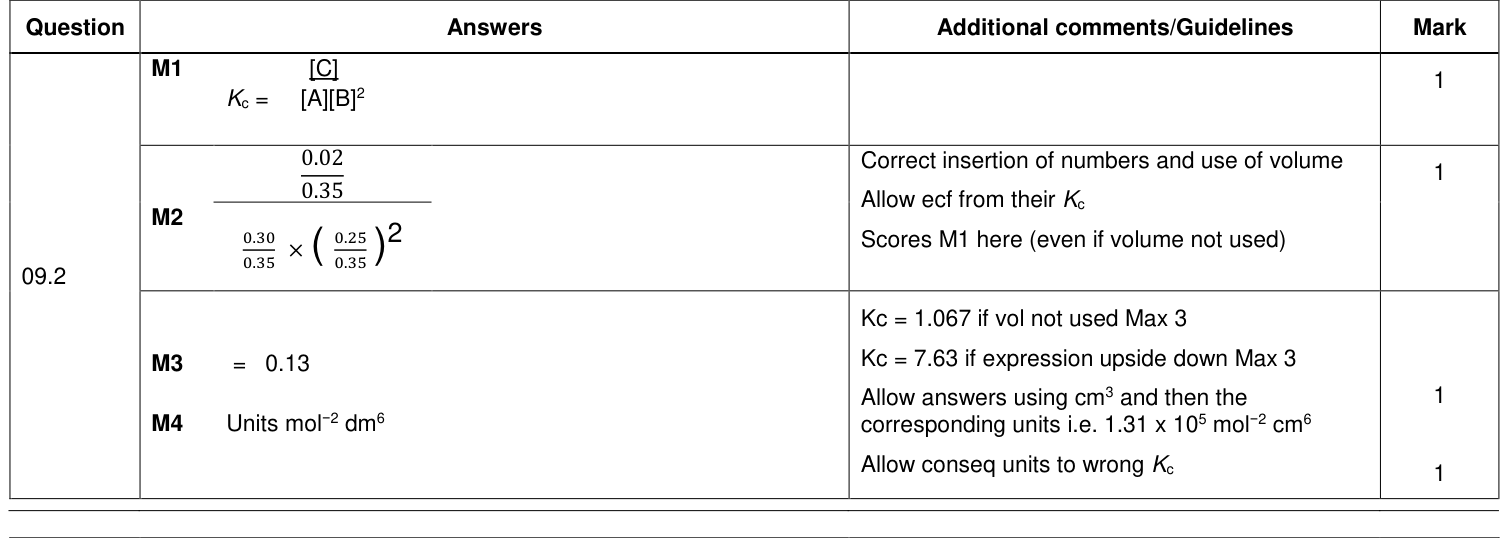 Question Answers Additional comments/Guidelines Mark
09.2
M1
[C]
Kc = [A][B]²
1
M2
0.02
0.35
0.30 × ( 0.25 )2
0.35 0.35
Correct insertion of numbers and use of volume
Allow ecf from their Kc
Scores M1 here (even if volume not used)
1
M3 = 0.13
M4 Units mol⁻² dm⁶
Kc = 1.067 if vol not used Max 3
Kc = 7.63 if expression upside down Max 3
Allow answers using cm³ and then the
corresponding units i.e. 1.31 x 10⁵ mol⁻² cm⁶
Allow conseq units to wrong Kc
1
1